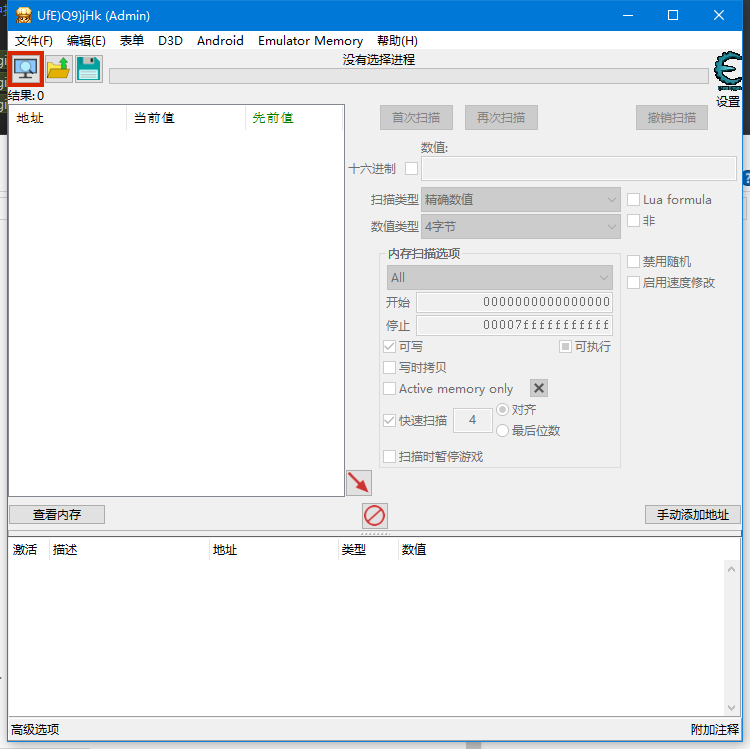 UfE)Q9)jHk (Admin)
文件(F) 编辑(E) 表单 D3D Android Emulator Memory 帮助(H)
没有选择进程
设置
结果: 0
地址 当前值 先前值
首次扫描 再次扫描 撤销扫描
数值:
十六进制
扫描类型 精确数值 Lua formula
数值类型 4字节 非
内存扫描选项
All
禁用随机
启用速度修改
开始 0000000000000000
停止 00007fffffffffff
可写 可执行
写时拷贝
Active memory only
快速扫描 4 对齐
最后位数
扫描时暂停游戏
查看内存 手动添加地址
激活 描述 地址 类型 数值
高级选项 附加注释